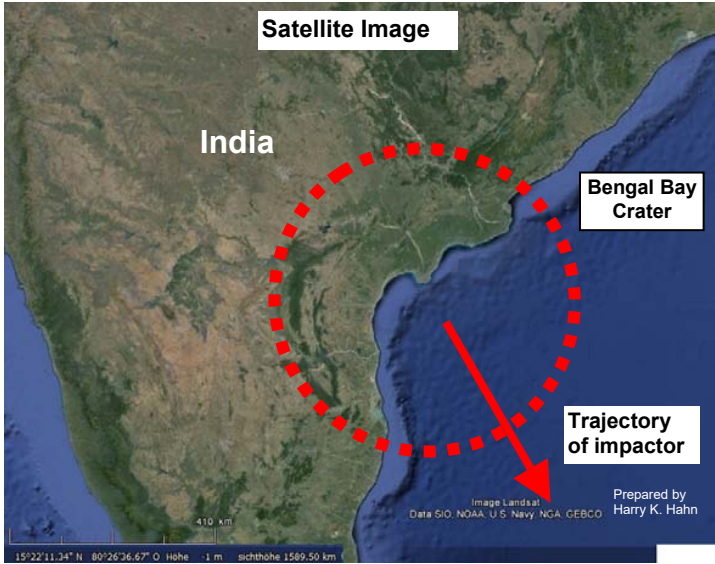 Satellite Image
India
Bengal Bay
Crater
Trajectory
of impactor
Image Landsat
Data SIO, NOAA, U.S. Navy, NGA, GEBCO
Prepared by
Harry K. Hahn
410 km
15°22'11.34" N 80°26'36.67" O Höhe -1 m sichthöhe 1589.50 km